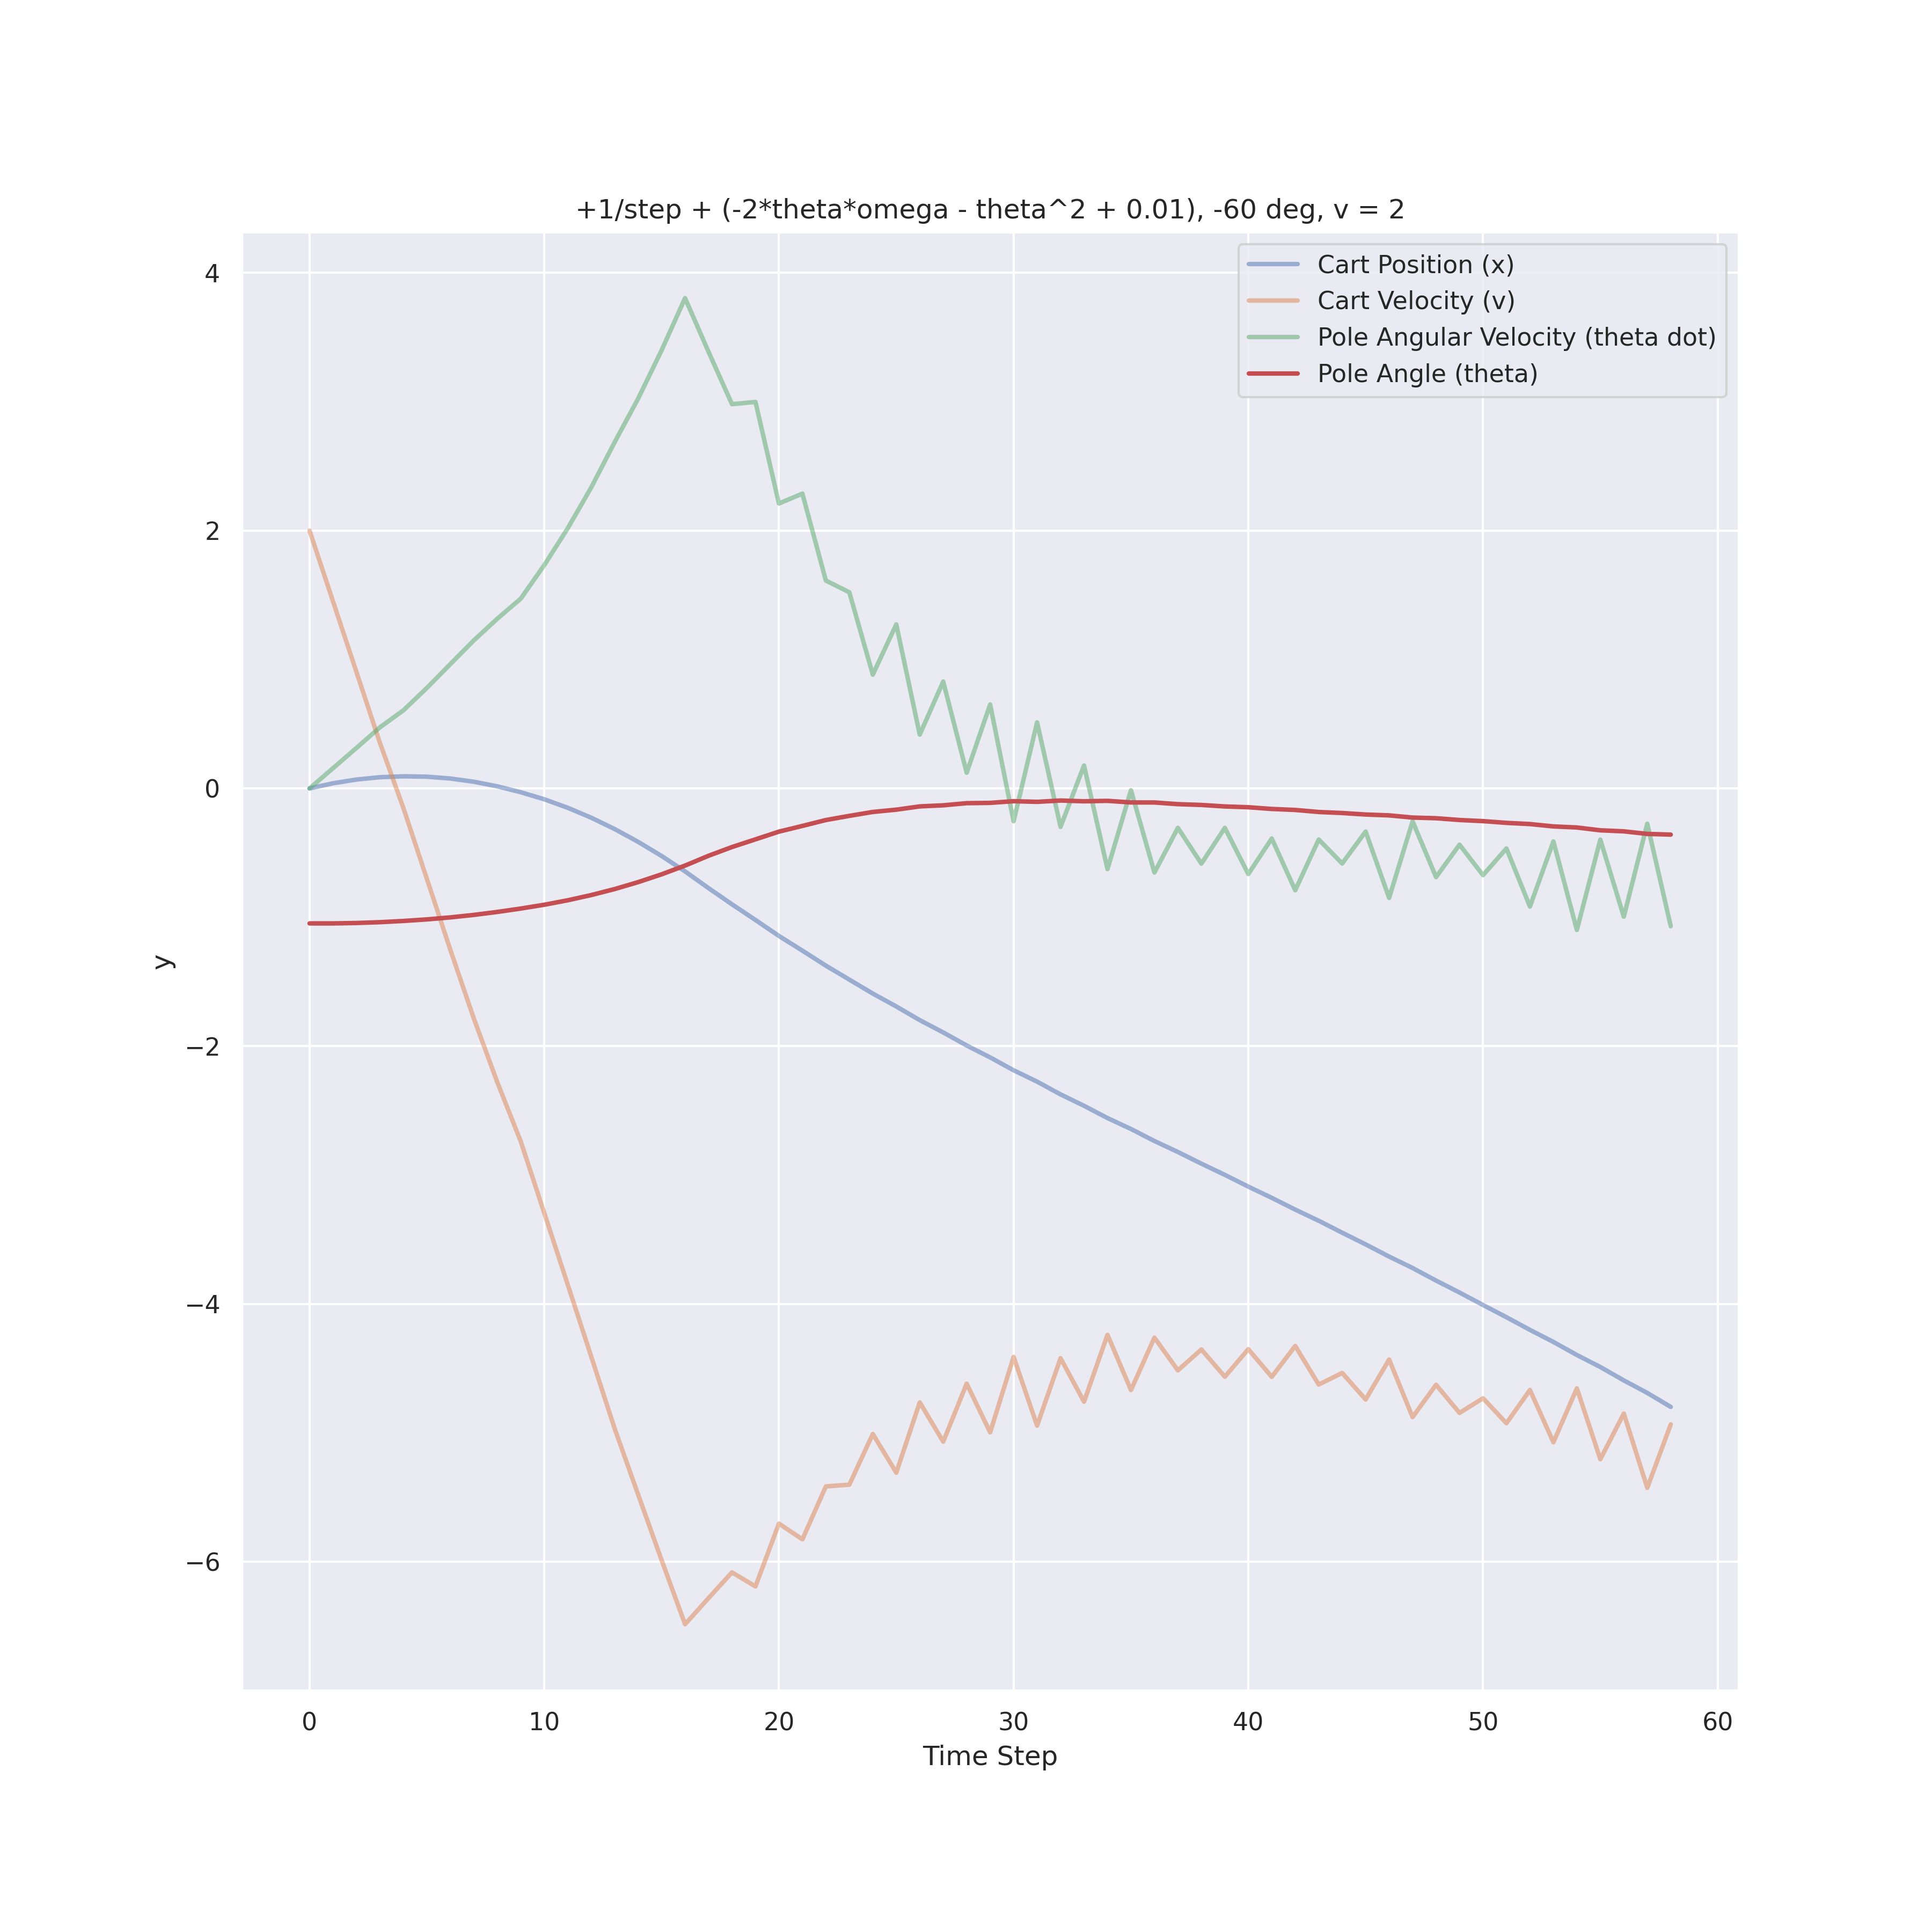 +1/step + (-2*theta*omega - theta^2 + 0.01), -60 deg, v = 2
Cart Position (x)
Cart Velocity (v)
Pole Angular Velocity (theta dot)
Pole Angle (theta)
4
2
0
−2
−4
−6
y
0 10 20 30 40 50 60
Time Step